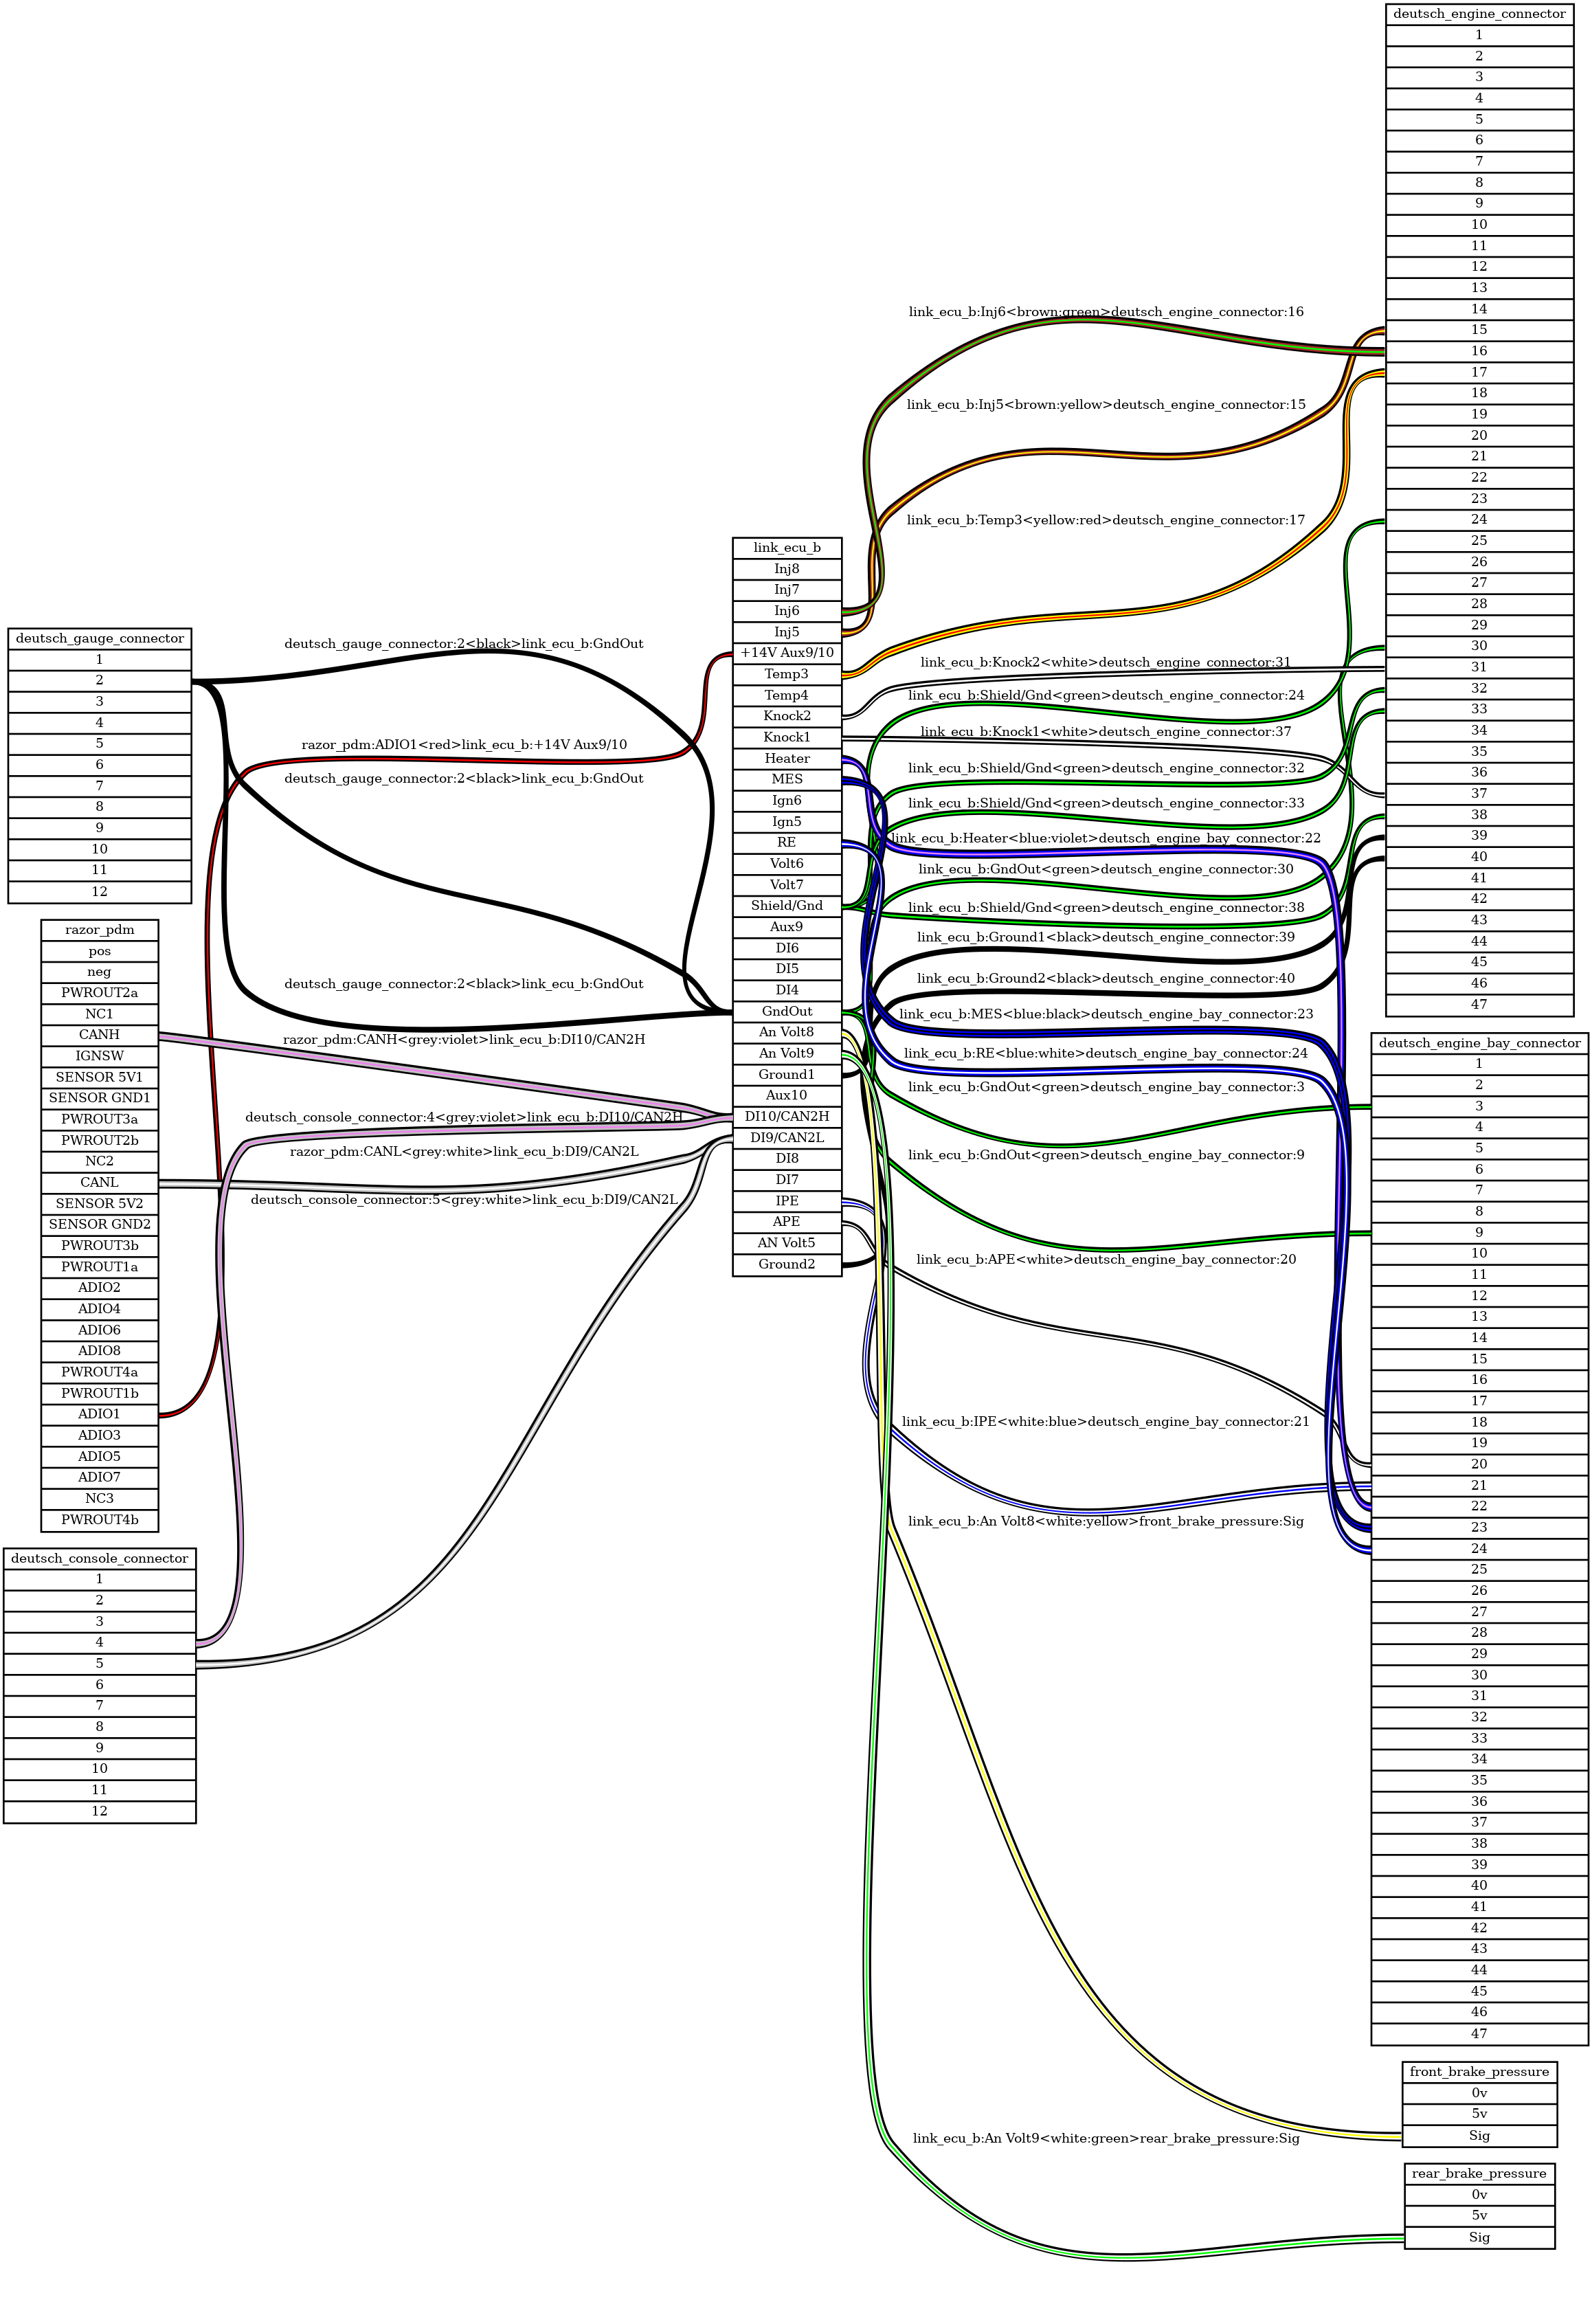 deutsch_gauge_connector
1
2
3
4
5
6
7
8
9
10
11
12
razor_pdm
pos
neg
PWROUT2a
NC1
CANH
IGNSW
SENSOR 5V1
SENSOR GND1
PWROUT3a
PWROUT2b
NC2
CANL
SENSOR 5V2
SENSOR GND2
PWROUT3b
PWROUT1a
ADIO2
ADIO4
ADIO6
ADIO8
PWROUT4a
PWROUT1b
ADIO1
ADIO3
ADIO5
ADIO7
NC3
PWROUT4b
deutsch_console_connector
1
2
3
4
5
6
7
8
9
10
11
12
deutsch_gauge_connector:2<black>link_ecu_b:GndOut
razor_pdm:ADIO1<red>link_ecu_b:+14V Aux9/10
deutsch_gauge_connector:2<black>link_ecu_b:GndOut
deutsch_gauge_connector:2<black>link_ecu_b:GndOut
razor_pdm:CANH<grey:violet>link_ecu_b:DI10/CAN2H
deutsch_console_connector:4<grey:violet>link_ecu_b:DI10/CAN2H
razor_pdm:CANL<grey:white>link_ecu_b:DI9/CAN2L
deutsch_console_connector:5<grey:white>link_ecu_b:DI9/CAN2L
link_ecu_b
Inj8
Inj7
Inj6
Inj5
+14V Aux9/10
Temp3
Temp4
Knock2
Knock1
Heater
MES
Ign6
Ign5
RE
Volt6
Volt7
Shield/Gnd
Aux9
DI6
DI5
DI4
GndOut
An Volt8
An Volt9
Ground1
Aux10
DI10/CAN2H
DI9/CAN2L
DI8
DI7
IPE
APE
AN Volt5
Ground2
link_ecu_b:Inj6<brown:green>deutsch_engine_connector:16
link_ecu_b:Inj5<brown:yellow>deutsch_engine_connector:15
link_ecu_b:Temp3<yellow:red>deutsch_engine_connector:17
link_ecu_b:Knock2<white>deutsch_engine_connector:31
link_ecu_b:Shield/Gnd<green>deutsch_engine_connector:24
link_ecu_b:Knock1<white>deutsch_engine_connector:37
link_ecu_b:Shield/Gnd<green>deutsch_engine_connector:32
link_ecu_b:Shield/Gnd<green>deutsch_engine_connector:33
link_ecu_b:Heater<blue:violet>deutsch_engine_bay_connector:22
link_ecu_b:GndOut<green>deutsch_engine_connector:30
link_ecu_b:Shield/Gnd<green>deutsch_engine_connector:38
link_ecu_b:Ground1<black>deutsch_engine_connector:39
link_ecu_b:Ground2<black>deutsch_engine_connector:40
link_ecu_b:MES<blue:black>deutsch_engine_bay_connector:23
link_ecu_b:RE<blue:white>deutsch_engine_bay_connector:24
link_ecu_b:GndOut<green>deutsch_engine_bay_connector:3
link_ecu_b:GndOut<green>deutsch_engine_bay_connector:9
link_ecu_b:APE<white>deutsch_engine_bay_connector:20
link_ecu_b:IPE<white:blue>deutsch_engine_bay_connector:21
link_ecu_b:An Volt8<white:yellow>front_brake_pressure:Sig
link_ecu_b:An Volt9<white:green>rear_brake_pressure:Sig
deutsch_engine_connector
1
2
3
4
5
6
7
8
9
10
11
12
13
14
15
16
17
18
19
20
21
22
23
24
25
26
27
28
29
30
31
32
33
34
35
36
37
38
39
40
41
42
43
44
45
46
47
deutsch_engine_bay_connector
1
2
3
4
5
6
7
8
9
10
11
12
13
14
15
16
17
18
19
20
21
22
23
24
25
26
27
28
29
30
31
32
33
34
35
36
37
38
39
40
41
42
43
44
45
46
47
front_brake_pressure
0v
5v
Sig
rear_brake_pressure
0v
5v
Sig